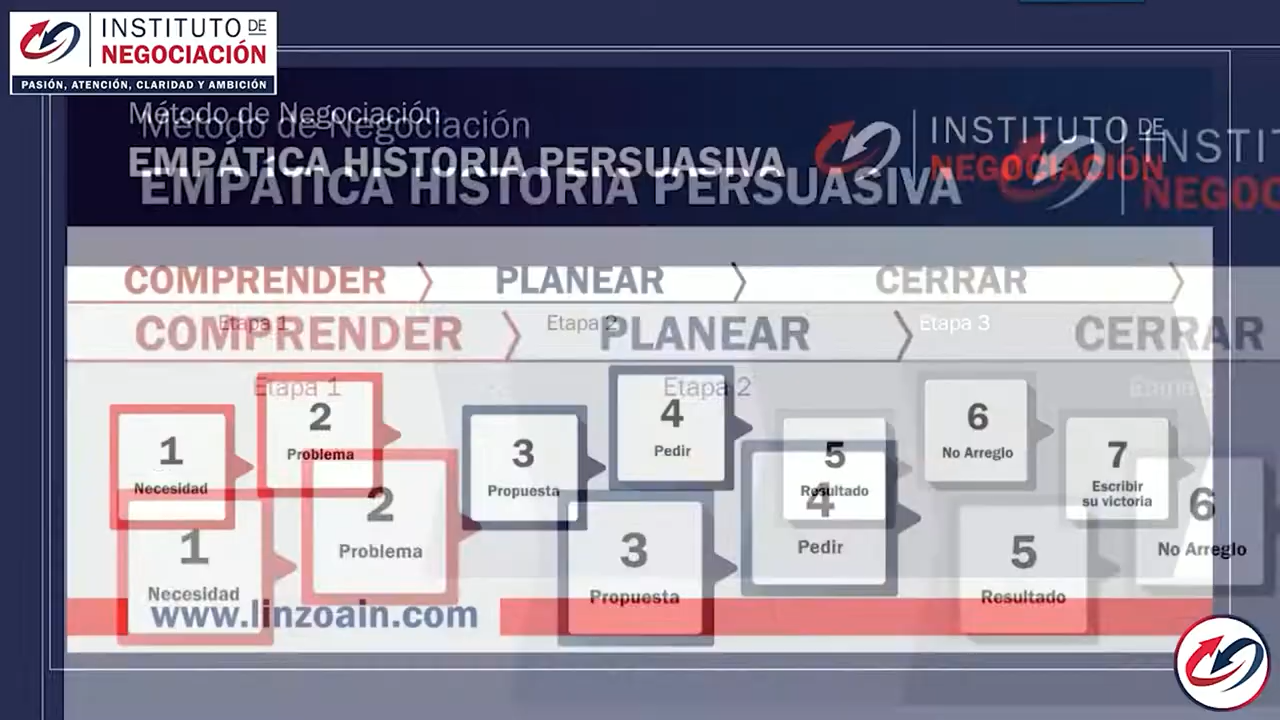 INSTITUTO DE
NEGOCIACIÓN
PASIÓN, ATENCIÓN, CLARIDAD Y AMBICIÓN
Método de Negociación
EMPÁTICA HISTORIA PERSUASIVA
INSTITUTO DE
NEGOCIACIÓN
Método de Negociación
EMPÁTICA HISTORIA PERSUASIVA
INSTIT
NEGOC
COMPRENDER
PLANEAR
CERRAR
Etapa 1
Etapa 2
Etapa 3
COMPRENDER
PLANEAR
CERRAR
Etapa 1
Etapa 2
1
Necesidad
2
Problema
3
Propuesta
4
Pedir
5
Resultado
6
No Arreglo
7
Escribir
su victoria
1
Necesidad
2
Problema
3
Propuesta
4
Pedir
5
Resultado
6
No Arreglo
www.linzoain.com